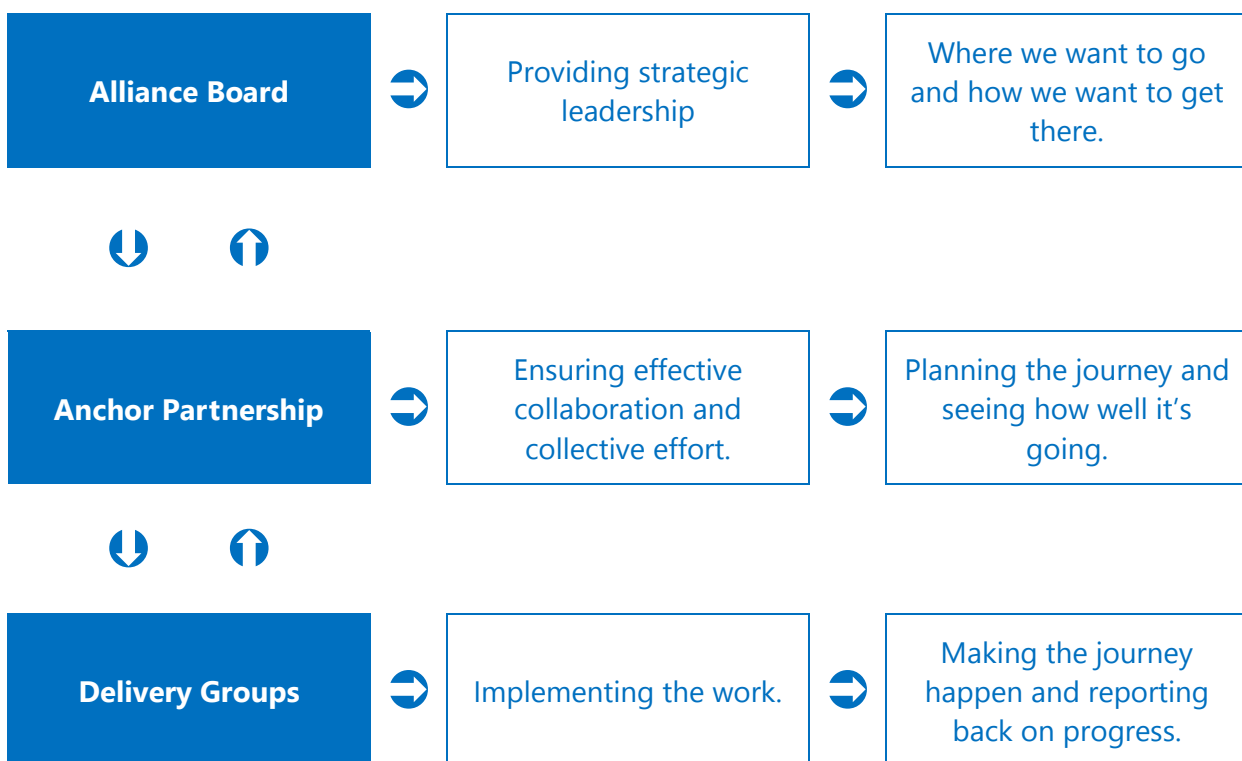 Alliance Board
Providing strategic
leadership
Where we want to go
and how we want to get
there.
Anchor Partnership
Ensuring effective
collaboration and
collective effort.
Planning the journey and
seeing how well it’s
going.
Delivery Groups
Implementing the work.
Making the journey
happen and reporting
back on progress.